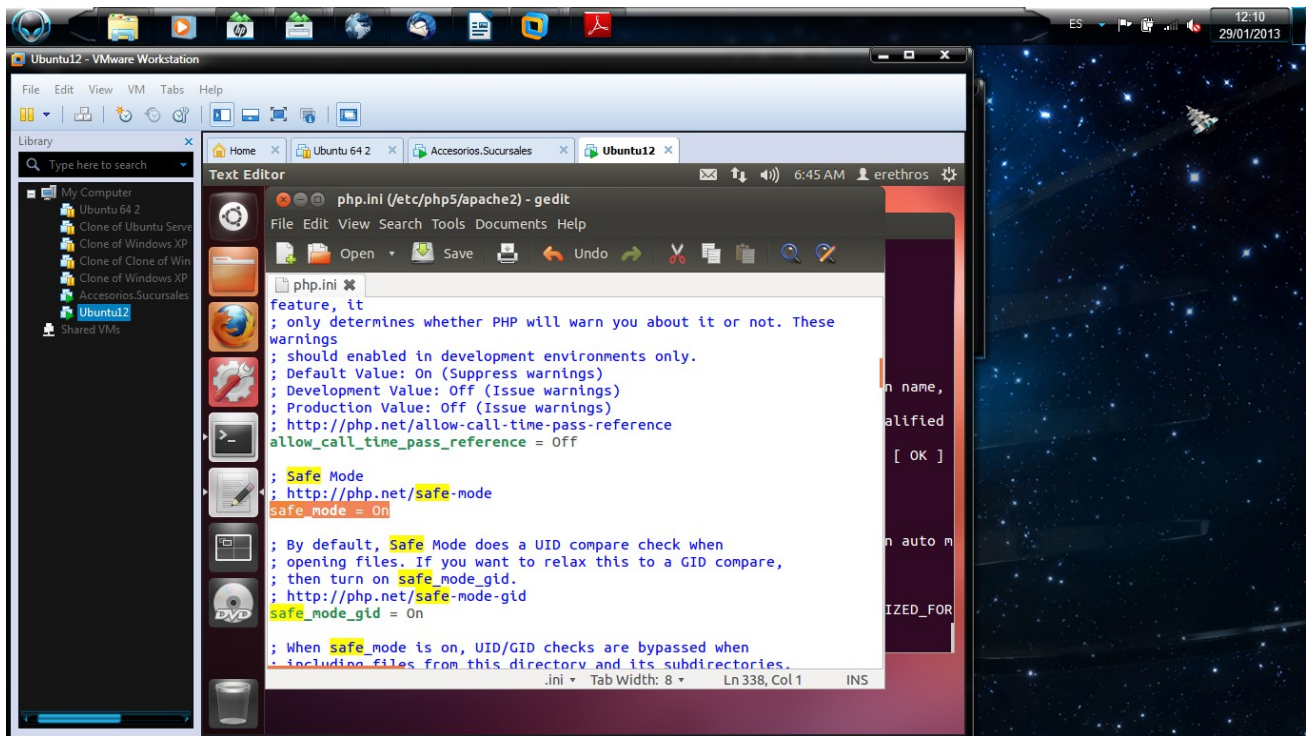 ES
12:10
29/01/2013
Ubuntu12 - VMware Workstation
File Edit View VM Tabs Help
Library
Type here to search
My Computer
Ubuntu 64 2
Clone of Ubuntu Serve
Clone of Windows XP
Clone of Clone of Win
Clone of Windows XP
Accesorios.Sucursales
Ubuntu12
Shared VMs
Home
Ubuntu 64 2
Accesorios.Sucursales
Ubuntu12
Text Editor
6:45 AM
erethros
php.ini (/etc/php5/apache2) - gedit
File Edit View Search Tools Documents Help
Open Save Undo
php.ini
feature, it
; only determines whether PHP will warn you about it or not. These
warnings
; should enabled in development environments only.
; Default Value: On (Suppress warnings)
; Development Value: Off (Issue warnings)
; Production Value: Off (Issue warnings)
; http://php.net/allow-call-time-pass-reference
allow_call_time_pass_reference = Off
; Safe Mode
; http://php.net/safe-mode
safe_mode = On
; By default, Safe Mode does a UID compare check when
; opening files. If you want to relax this to a GID compare,
; then turn on safe_mode_gid.
; http://php.net/safe-mode-gid
safe_mode_gid = On
; When safe_mode is on, UID/GID checks are bypassed when
; including files from this directory and its subdirectories.
.ini Tab Width: 8 Ln 338, Col 1 INS
n name,
alified
[ OK ]
n auto m
IZED_FOR
hp
DVD